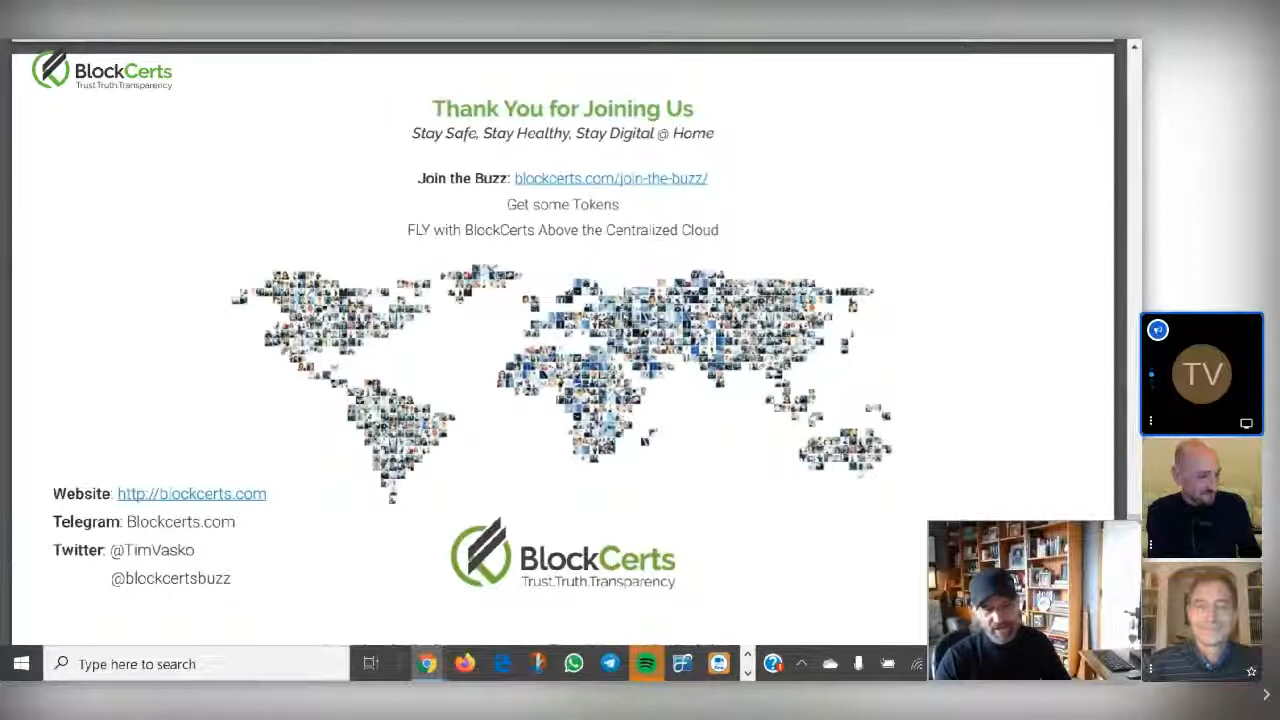 BlockCerts
Trust.Truth.Transparency
Thank You for Joining Us
Stay Safe, Stay Healthy, Stay Digital @ Home
Join the Buzz: blockcerts.com/join-the-buzz/
Get some Tokens
FLY with BlockCerts Above the Centralized Cloud
TV
Website: http://blockcerts.com
Telegram: Blockcerts.com
Twitter: @TimVasko
@blockcertsbuzz
BlockCerts
Trust.Truth.Transparency
Type here to search